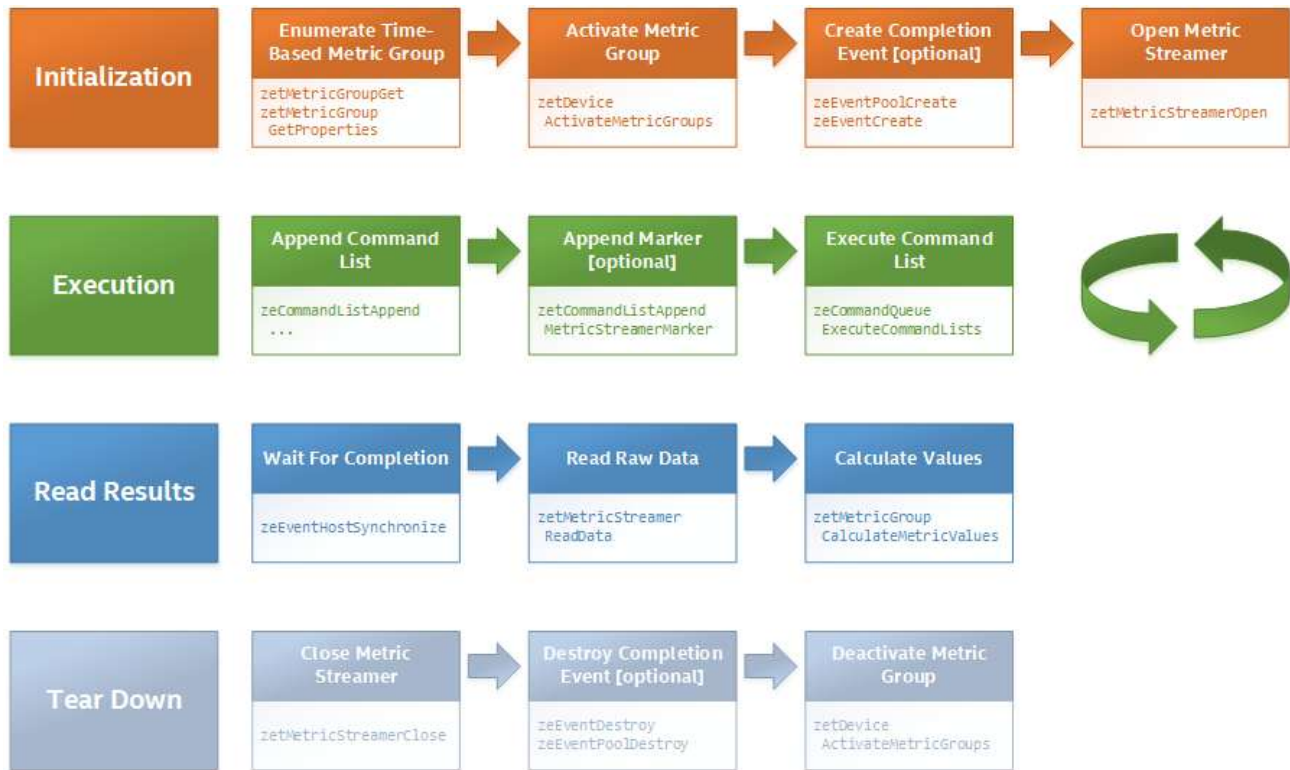 Initialization
Enumerate Time-
Based Metric Group
zetMetricGroupGet
zetMetricGroup
GetProperties
Activate Metric
Group
zetDevice
ActivateMetricGroups
Create Completion
Event [optional]
zeEventPoolCreate
zeEventCreate
Open Metric
Streamer
zetMetricStreamerOpen
Execution
Append Command
List
zeCommandListAppend
...
Append Marker
[optional]
zetCommandListAppend
MetricStreamerMarker
Execute Command
List
zeCommandQueue
ExecuteCommandLists
Read Results
Wait For Completion
zeEventHostSynchronize
Read Raw Data
zetMetricStreamer
ReadData
Calculate Values
zetMetricGroup
CalculateMetricValues
Tear Down
Close Metric
Streamer
zetMetricStreamerClose
Destroy Completion
Event [optional]
zeEventDestroy
zeEventPoolDestroy
Deactivate Metric
Group
zetDevice
ActivateMetricGroups